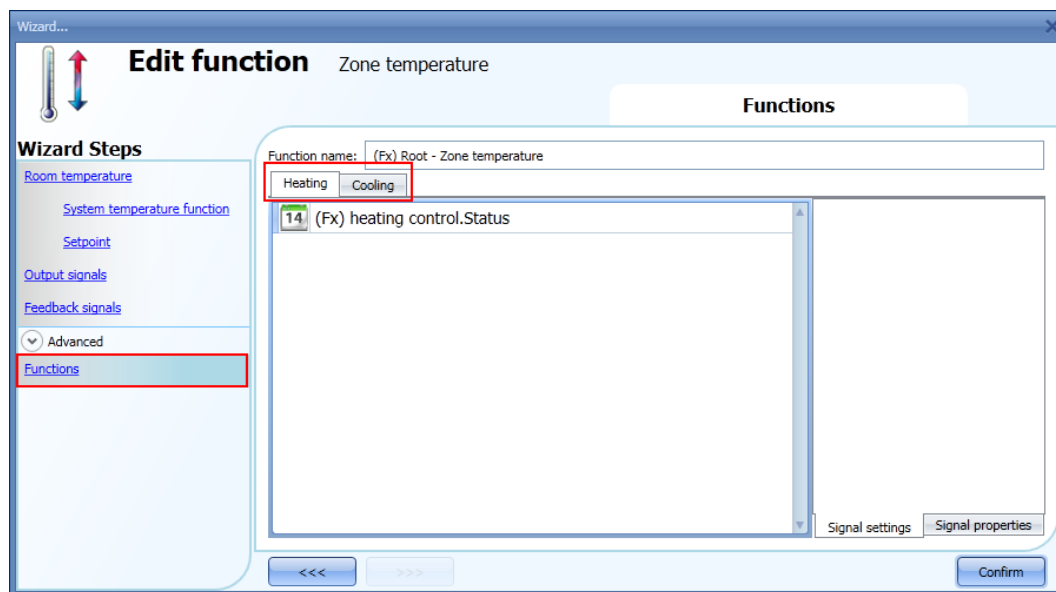 Wizard...
Edit function Zone temperature
Functions
Wizard Steps
Room temperature
System temperature function
Setpoint
Output signals
Feedback signals
Advanced
Functions
Function name: (Fx) Root - Zone temperature
Heating Cooling
14 (Fx) heating control.Status
Signal settings Signal properties
<<< >>> Confirm